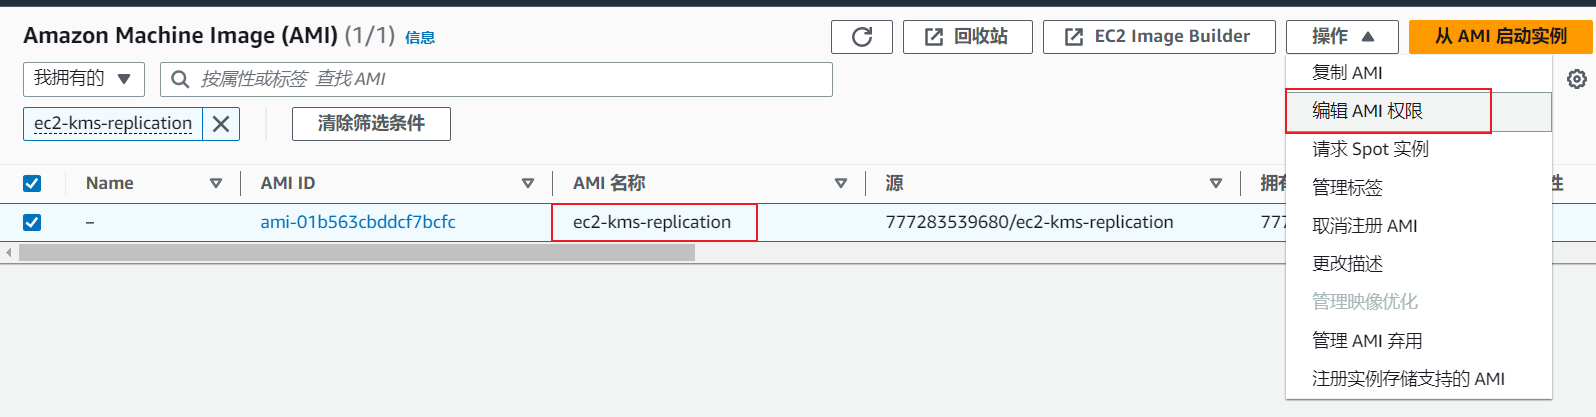 Amazon Machine Image (AMI) (1/1) 信息
回收站
EC2 Image Builder
操作
从 AMI 启动实例
我拥有的
按属性或标签 查找 AMI
ec2-kms-replication
清除筛选条件
复制 AMI
编辑 AMI 权限
请求 Spot 实例
管理标签
取消注册 AMI
更改描述
管理映像优化
管理 AMI 弃用
注册实例存储支持的 AMI
Name AMI ID AMI 名称 源 拥有 性
– ami-01b563cbddcf7bcfc ec2-kms-replication 777283539680/ec2-kms-replication 777